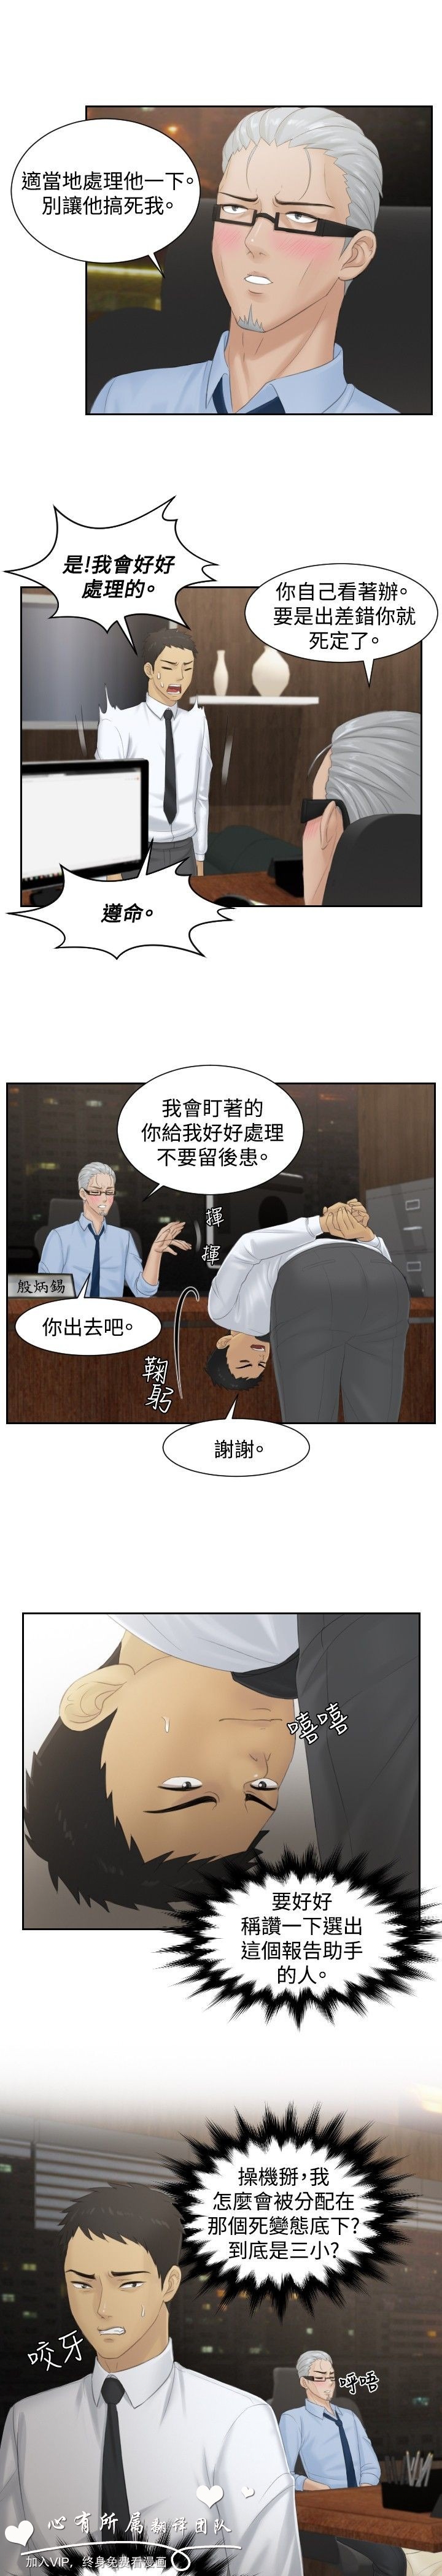 適當地處理他一下。
別讓他搞死我。
是!我會好好
處理的。
你自己看著辦。
要是出差錯你就
死定了。
遵命。
我會盯著的
你給我好好處理
不要留後患。
揮
揮
殷炳錫
你出去吧。
鞠
躬
謝謝。
嘻嘻
要好好
稱讚一下選出
這個報告助手
的人。
操機掰,我
怎麼會被分配在
那個死變態底下?
到底是三小?
咬牙
呼唔
心有所属翻译团队
加入VIP，终身免费看漫画